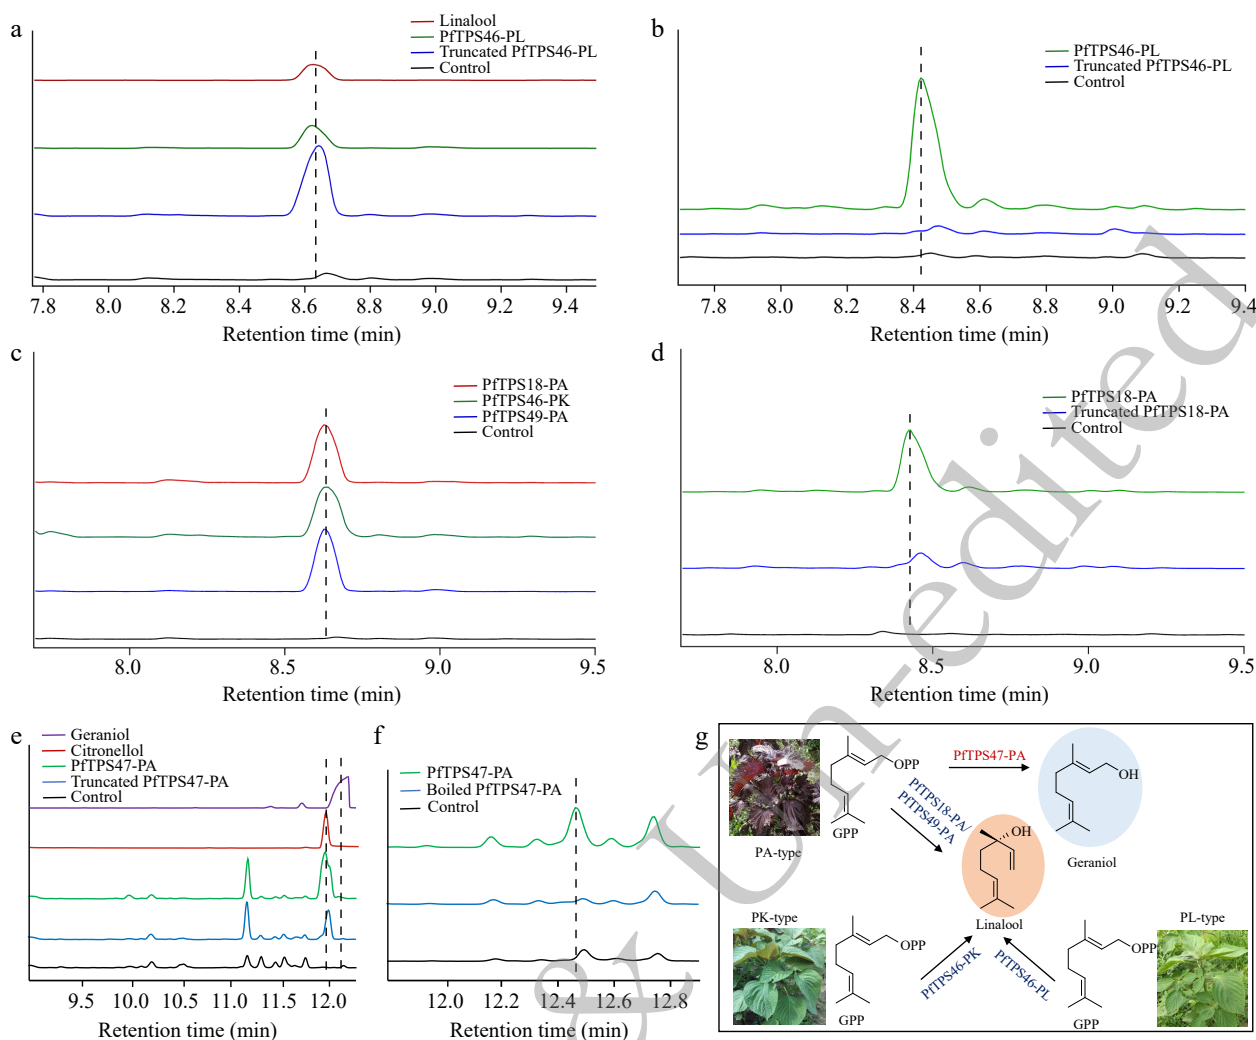 a
Linalool
PfTPS46-PL
Truncated PfTPS46-PL
Control
7.8 8.0 8.2 8.4 8.6 8.8 9.0 9.2 9.4
Retention time (min)
b
PfTPS46-PL
Truncated PfTPS46-PL
Control
7.8 8.0 8.2 8.4 8.6 8.8 9.0 9.2 9.4
Retention time (min)
c
PfTPS18-PA
PfTPS46-PK
PfTPS49-PA
Control
8.0 8.5 9.0 9.5
Retention time (min)
d
PfTPS18-PA
Truncated PfTPS18-PA
Control
8.0 8.5 9.0 9.5
Retention time (min)
e
Geraniol
Citronellol
PfTPS47-PA
Truncated PfTPS47-PA
Control
9.5 10.0 10.5 11.0 11.5 12.0
Retention time (min)
f
PfTPS47-PA
Boiled PfTPS47-PA
Control
12.0 12.2 12.4 12.6 12.8
Retention time (min)
g
PA-type
OPP
GPP
PfTPS47-PA
OH
Geraniol
PfTPS18-PA/
PfTPS49-PA
OH
Linalool
PK-type
OPP
GPP
PfTPS46-PK
PfTPS46-PL
OPP
GPP
PL-type
& Un-edited